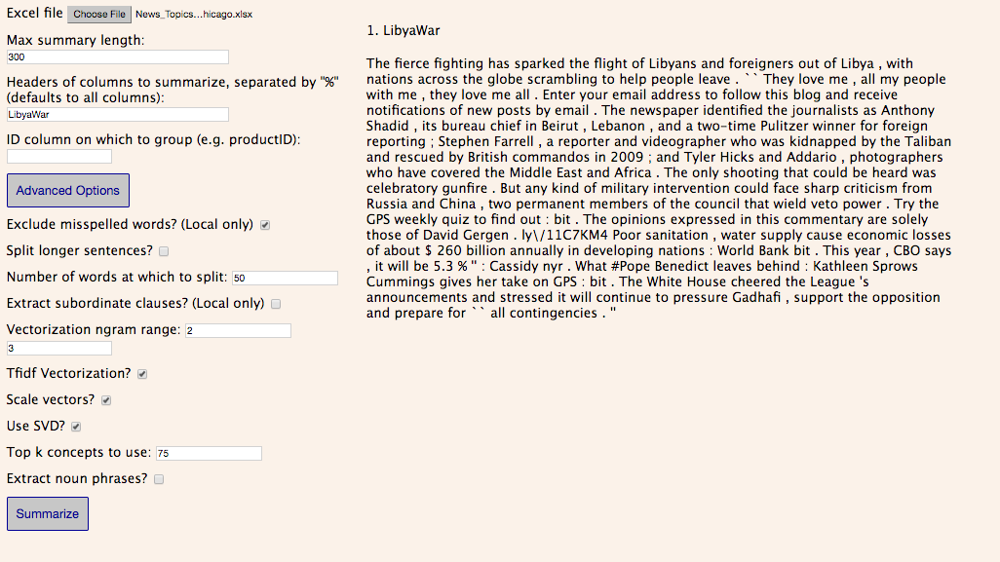 Excel file Choose File News_Topics...hicago.xlsx
Max summary length:
300
Headers of columns to summarize, separated by "%"
(defaults to all columns):
LibyaWar
ID column on which to group (e.g. productID):
Advanced Options
Exclude misspelled words? (Local only)
Split longer sentences?
Number of words at which to split: 50
Extract subordinate clauses? (Local only)
Vectorization ngram range: 2
3
Tfidf Vectorization?
Scale vectors?
Use SVD?
Top k concepts to use: 75
Extract noun phrases?
Summarize
1. LibyaWar
The fierce fighting has sparked the flight of Libyans and foreigners out of Libya , with
nations across the globe scrambling to help people leave . ` ` They love me , all my people
with me , they love me all . Enter your email address to follow this blog and receive
notifications of new posts by email . The newspaper identified the journalists as Anthony
Shadid , its bureau chief in Beirut , Lebanon , and a two-time Pulitzer winner for foreign
reporting ; Stephen Farrell , a reporter and videographer who was kidnapped by the Taliban
and rescued by British commandos in 2009 ; and Tyler Hicks and Addario , photographers
who have covered the Middle East and Africa . The only shooting that could be heard was
celebratory gunfire . But any kind of military intervention could face sharp criticism from
Russia and China , two permanent members of the council that wield veto power . Try the
GPS weekly quiz to find out : bit . The opinions expressed in this commentary are solely
those of David Gergen . ly\/11C7KM4 Poor sanitation , water supply cause economic losses
of about $ 260 billion annually in developing nations : World Bank bit . This year , CBO says
, it will be 5.3 % " : Cassidy nyr . What #Pope Benedict leaves behind : Kathleen Sprows
Cummings gives her take on GPS : bit . The White House cheered the League 's
announcements and stressed it will continue to pressure Gadhafi , support the opposition
and prepare for ` ` all contingencies . "